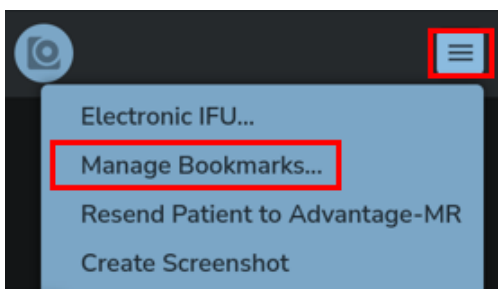 Electronic IFU...
Manage Bookmarks...
Resend Patient to Advantage-MR
Create Screenshot